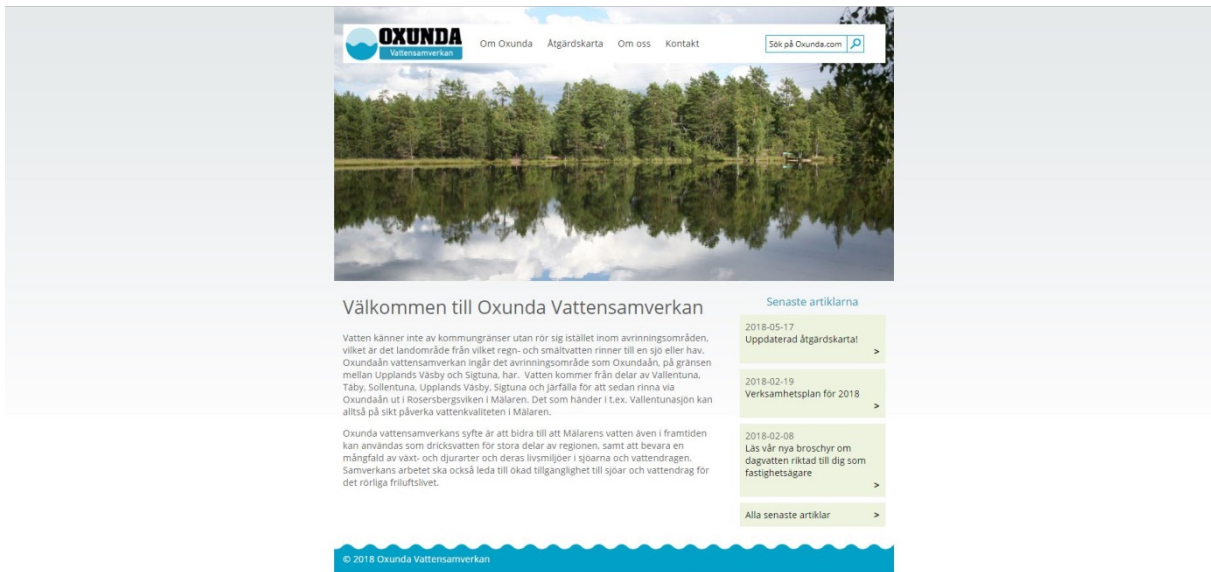 OXUNDA
Vattensamverkan
Om Oxunda Åtgärdskarta Om oss Kontakt
Sök på Oxunda.com
Välkommen till Oxunda Vattensamverkan
Vatten känner inte av kommungränser utan rör sig istället inom avrinningsområden,
vilket är det landområde från vilket regn- och smältvatten rinner till en sjö eller hav.
Oxundaån vattensamverkan ingår det avrinningsområde som Oxundaån, på gränsen
mellan Upplands Väsby och Sigtuna, har. Vatten kommer från delar av Vallentuna,
Täby, Sollentuna, Upplands Väsby, Sigtuna och Järfälla för att sedan rinna via
Oxundaån ut i Rosersbergsviken i Mälaren. Det som händer i t.ex. Vallentunasjön kan
alltså på sikt påverka vattenkvaliteten i Mälaren.
Oxunda vattensamverkans syfte är att bidra till att Mälarens vatten även i framtiden
kan användas som dricksvatten för stora delar av regionen, samt att bevara en
mångfald av växt- och djurarter och deras livsmiljöer i sjöarna och vattendragen.
Samverkans arbetet ska också leda till ökad tillgänglighet till sjöar och vattendrag för
det rörliga friluftslivet.
Senaste artiklarna
2018-05-17
Uppdaterad åtgärdskarta!
>
2018-02-19
Verksamhetsplan för 2018
>
2018-02-08
Läs vår nya broschyr om
dagvatten riktad till dig som
fastighetsägare
>
Alla senaste artiklar >
© 2018 Oxunda Vattensamverkan